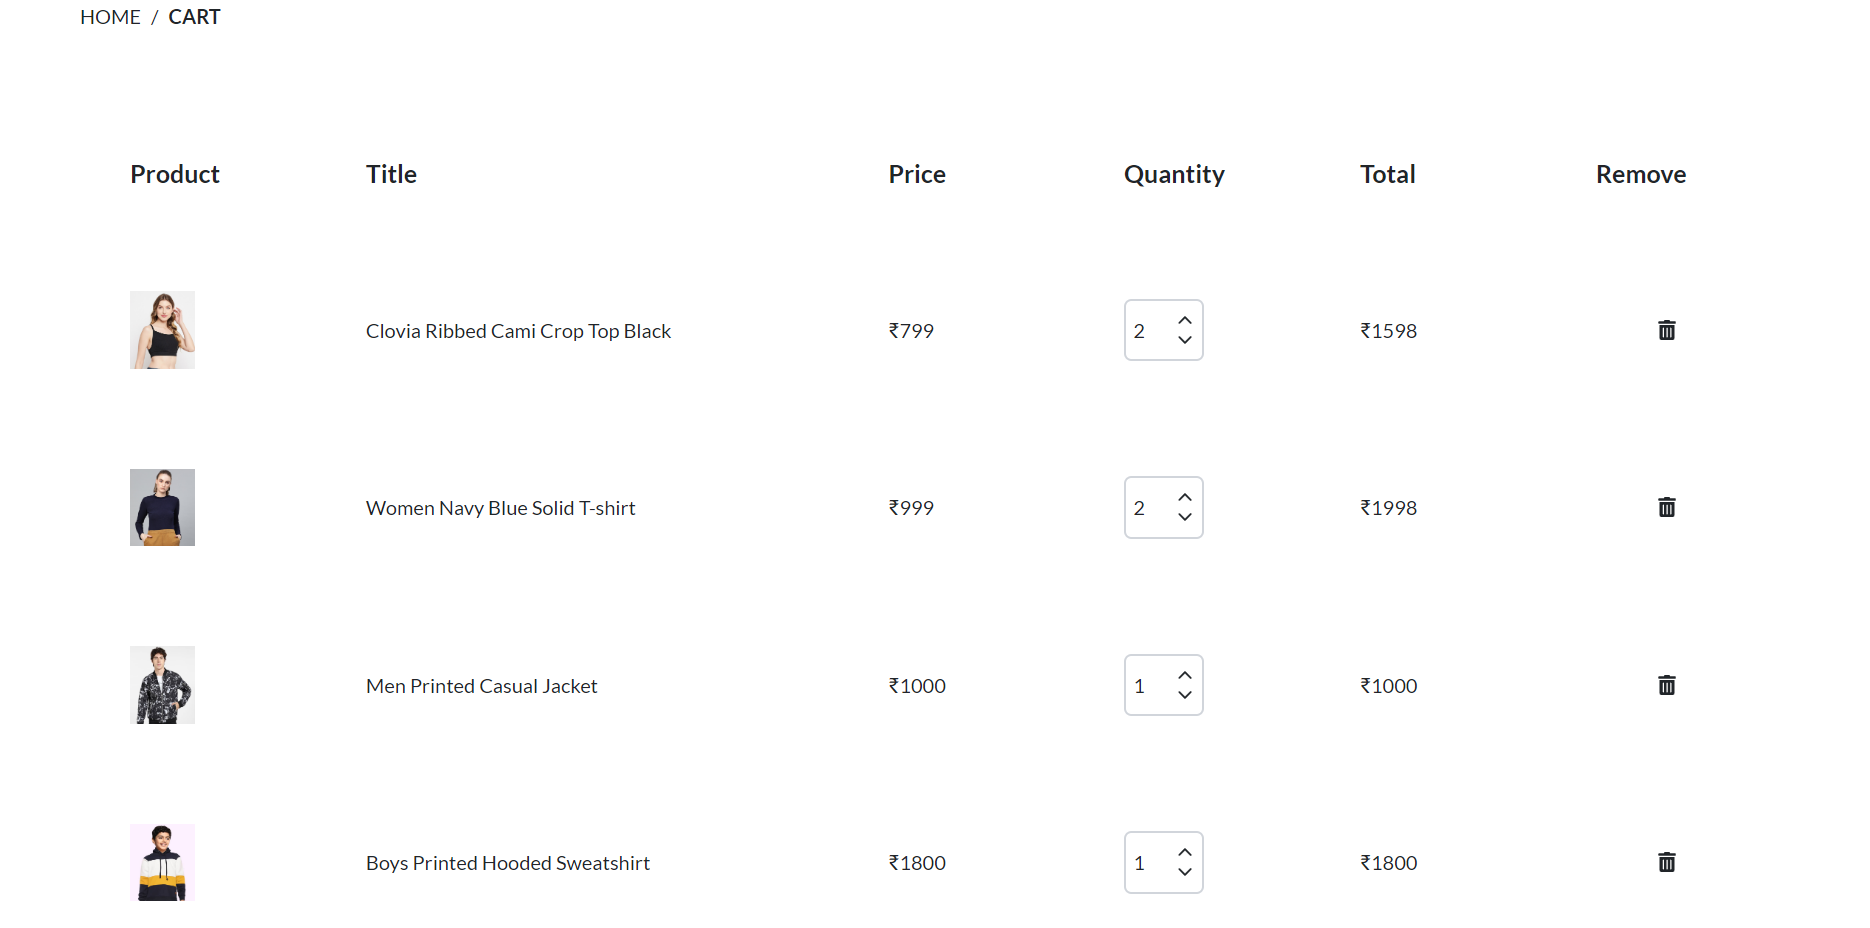 HOME / CART
Product Title Price Quantity Total Remove
Clovia Ribbed Cami Crop Top Black ₹799 2 ₹1598
Women Navy Blue Solid T-shirt ₹999 2 ₹1998
Men Printed Casual Jacket ₹1000 1 ₹1000
Boys Printed Hooded Sweatshirt ₹1800 1 ₹1800